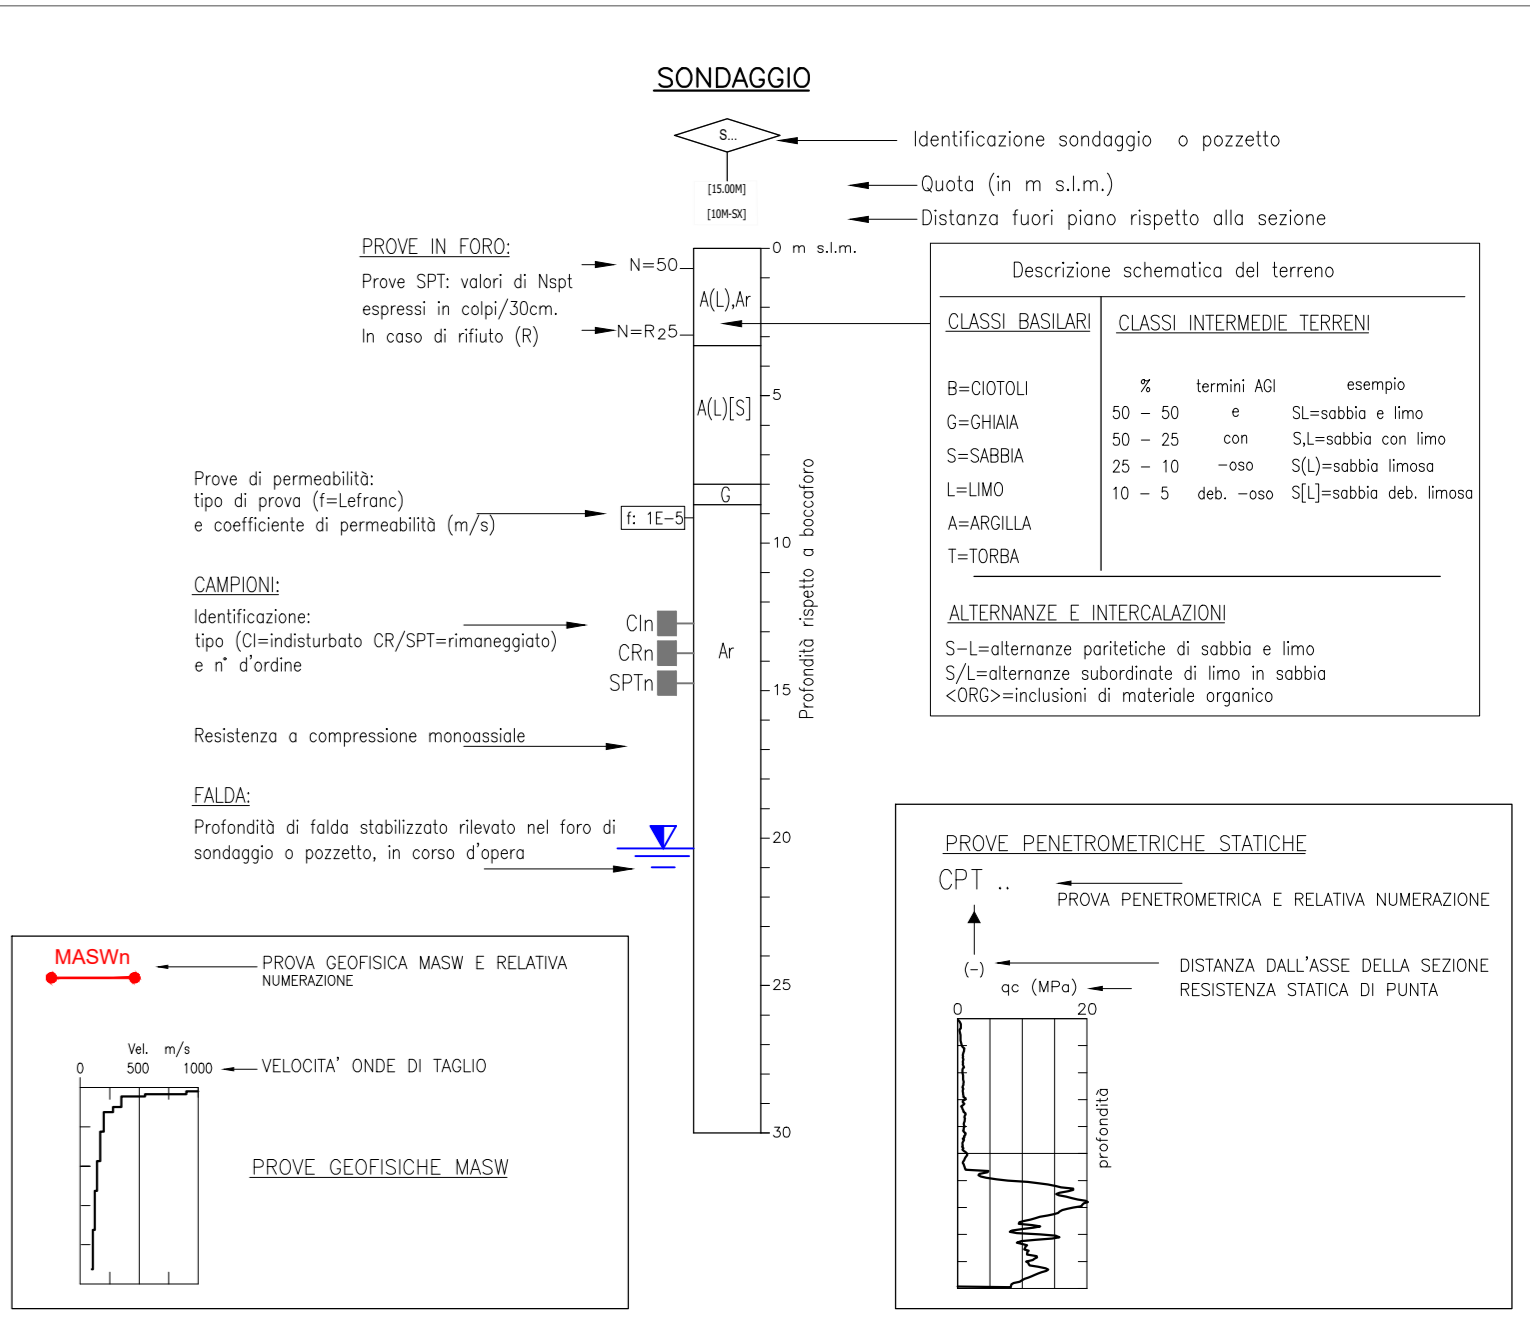 SONDAGGIO
S...
Identificazione sondaggio o pozzetto
[15.00M]
Quota (in m s.l.m.)
[10M-SX]
Distanza fuori piano rispetto alla sezione
PROVE IN FORO:
Prove SPT: valori di Nspt
espressi in colpi/30cm.
In caso di rifiuto (R)
N=50
N=R25
0 m s.l.m.
5
10
15
20
25
30
Profondità rispetto a boccaforo
A(L),Ar
A(L)[S]
G
Ar
Prove di permeabilità:
tipo di prova (f=Lefranc)
e coefficiente di permeabilità (m/s)
f: 1E-5
CAMPIONI:
Identificazione:
tipo (CI=indisturbato CR/SPT=rimaneggiato)
e n° d'ordine
CIn
CRn
SPTn
Resistenza a compressione monoassiale
FALDA:
Profondità di falda stabilizzato rilevato nel foro di
sondaggio o pozzetto, in corso d'opera
Descrizione schematica del terreno
CLASSI BASILARI
B=CIOTOLI
G=GHIAIA
S=SABBIA
L=LIMO
A=ARGILLA
T=TORBA
CLASSI INTERMEDIE TERRENI
% termini AGI esempio
50 - 50 e SL=sabbia e limo
50 - 25 con S,L=sabbia con limo
25 - 10 -oso S(L)=sabbia limosa
10 - 5 deb. -oso S[L]=sabbia deb. limosa
ALTERNANZE E INTERCALAZIONI
S-L=alternanze paritetiche di sabbia e limo
S/L=alternanze subordinate di limo in sabbia
<ORG>=inclusioni di materiale organico
MASWn
PROVA GEOFISICA MASW E RELATIVA
NUMERAZIONE
Vel. m/s
0 500 1000
VELOCITA' ONDE DI TAGLIO
PROVE GEOFISICHE MASW
PROVE PENETROMETRICHE STATICHE
CPT ..
PROVA PENETROMETRICA E RELATIVA NUMERAZIONE
(-)
DISTANZA DALL'ASSE DELLA SEZIONE
qc (MPa)
RESISTENZA STATICA DI PUNTA
0 20
profondità